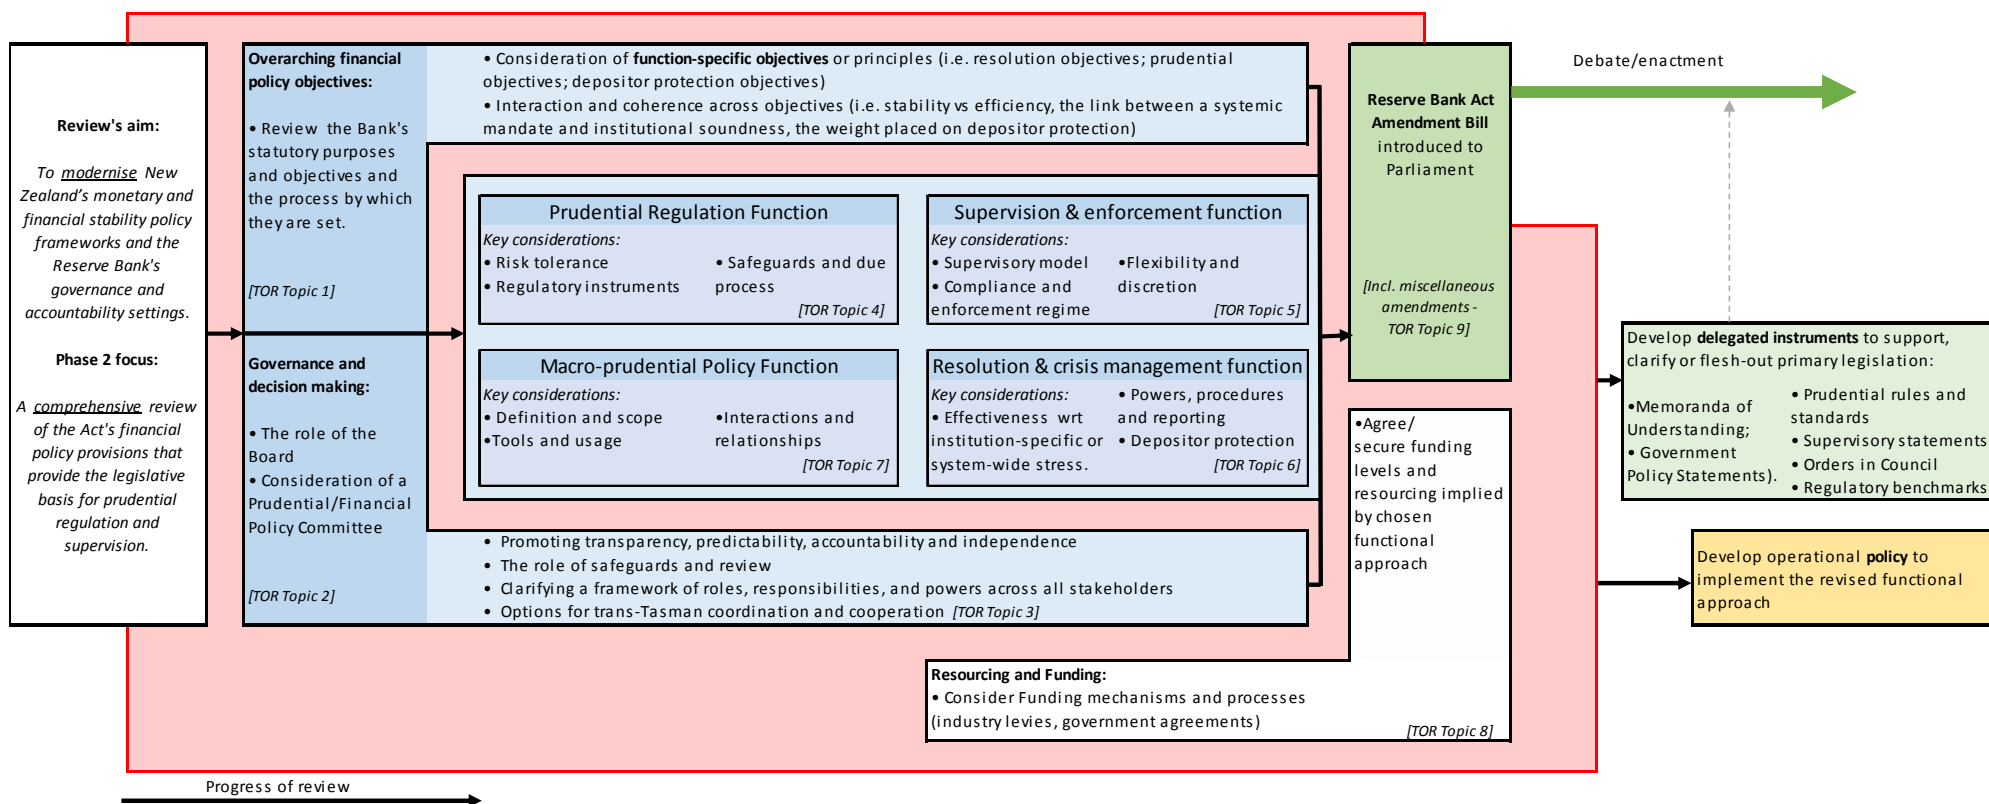 Review's aim:
To modernise New
Zealand's monetary and
financial stability policy
frameworks and the
Reserve Bank's
governance and
accountability settings.
Phase 2 focus:
A comprehensive review
of the Act's financial
policy provisions that
provide the legislative
basis for prudential
regulation and
supervision.
Overarching financial
policy objectives:
• Review the Bank's
statutory purposes
and objectives and
the process by which
they are set.
[TOR Topic 1]
Governance and
decision making:
• The role of the
Board
• Consideration of a
Prudential/Financial
Policy Committee
[TOR Topic 2]
• Consideration of function-specific objectives or principles (i.e. resolution objectives; prudential
objectives; depositor protection objectives)
• Interaction and coherence across objectives (i.e. stability vs efficiency, the link between a systemic
mandate and institutional soundness, the weight placed on depositor protection)
Prudential Regulation Function
Key considerations:
• Risk tolerance
• Regulatory instruments
• Safeguards and due
process
[TOR Topic 4]
Supervision & enforcement function
Key considerations:
• Supervisory model
• Compliance and
enforcement regime
•Flexibility and
discretion
[TOR Topic 5]
Macro-prudential Policy Function
Key considerations:
• Definition and scope
•Tools and usage
•Interactions and
relationships
[TOR Topic 7]
Resolution & crisis management function
Key considerations:
• Effectiveness wrt
institution-specific or
system-wide stress.
• Powers, procedures
and reporting
• Depositor protection
[TOR Topic 6]
• Promoting transparency, predictability, accountability and independence
• The role of safeguards and review
• Clarifying a framework of roles, responsibilities, and powers across all stakeholders
• Options for trans-Tasman coordination and cooperation [TOR Topic 3]
Reserve Bank Act
Amendment Bill
introduced to
Parliament
[Incl. miscellaneous
amendments -
TOR Topic 9]
•Agree/
secure funding
levels and
resourcing implied
by chosen
functional
approach
Resourcing and Funding:
• Consider Funding mechanisms and processes
(industry levies, government agreements)
[TOR Topic 8]
Debate/enactment
Develop delegated instruments to support,
clarify or flesh-out primary legislation:
•Memoranda of
Understanding;
• Government
Policy Statements).
• Prudential rules and
standards
• Supervisory statements
• Orders in Council
• Regulatory benchmarks
Develop operational policy to
implement the revised functional
approach
Progress of review